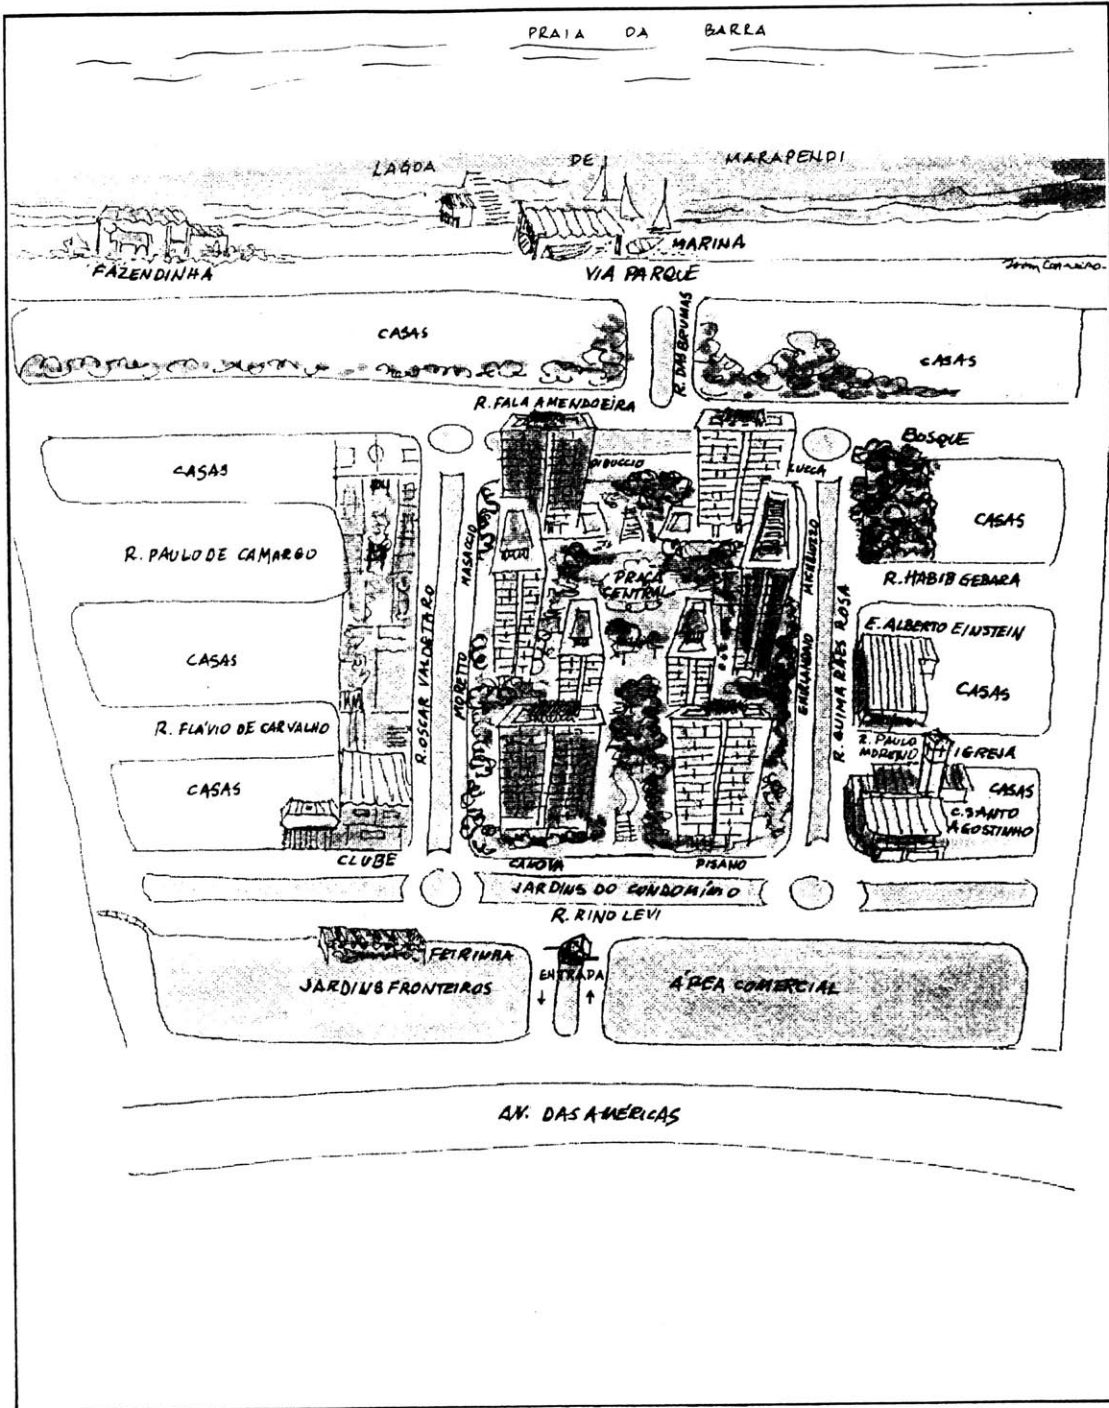 PRAIA DA BARRA
LAGOA DE MARAPENDI
MARINA
FAZENDINHA
VIA PARQUE
CASAS
R. DAS BRUMAS
CASAS
R. FALA AMENDOEIRA
BOSQUE
CASAS
DIBUCCIO
LUCCA
CASAS
R. PAULO DE CAMARGO
MASACCIO
PRAÇA
CENTRAL
MICHELOZZO
R. HABIB GEBARA
E. ALBERTO EINSTEIN
CASAS
R. OSCAR VALDETARO
MORETTO
R. GUIMARÃES ROSA
CASAS
R. FLÁVIO DE CARVALHO
R. PAULO
MORENO
IGREJA
CASAS
CASAS
C. SANTO
AGOSTINHO
CLUBE
CANOVA
PISANO
JARDINS DO CONDOMÍNIO
R. RINO LEVI
FEIRINHA
ENTRADA
JARDINS FRONTEIROS
ÁREA COMERCIAL
AV. DAS AMÉRICAS